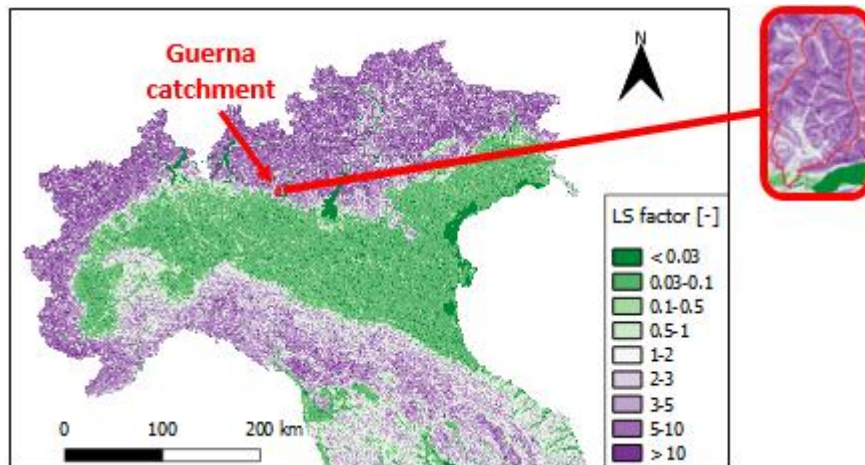 Guerna
catchment
N
LS factor [-]
< 0.03
0.03-0.1
0.1-0.5
0.5-1
1-2
2-3
3-5
5-10
> 10
0 100 200 km